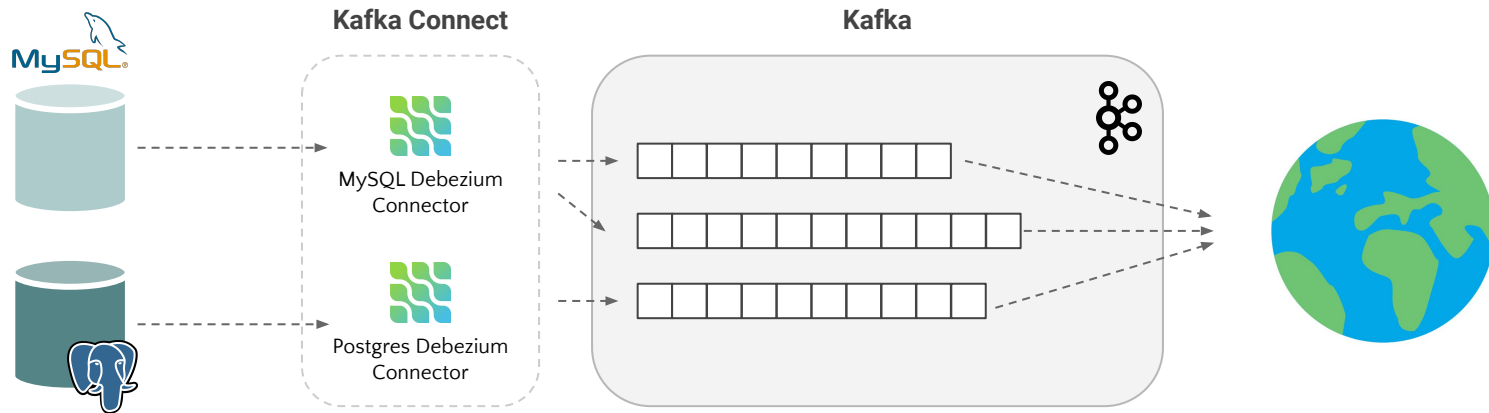 Kafka Connect
Kafka
MySQL®
MySQL Debezium
Connector
Postgres Debezium
Connector